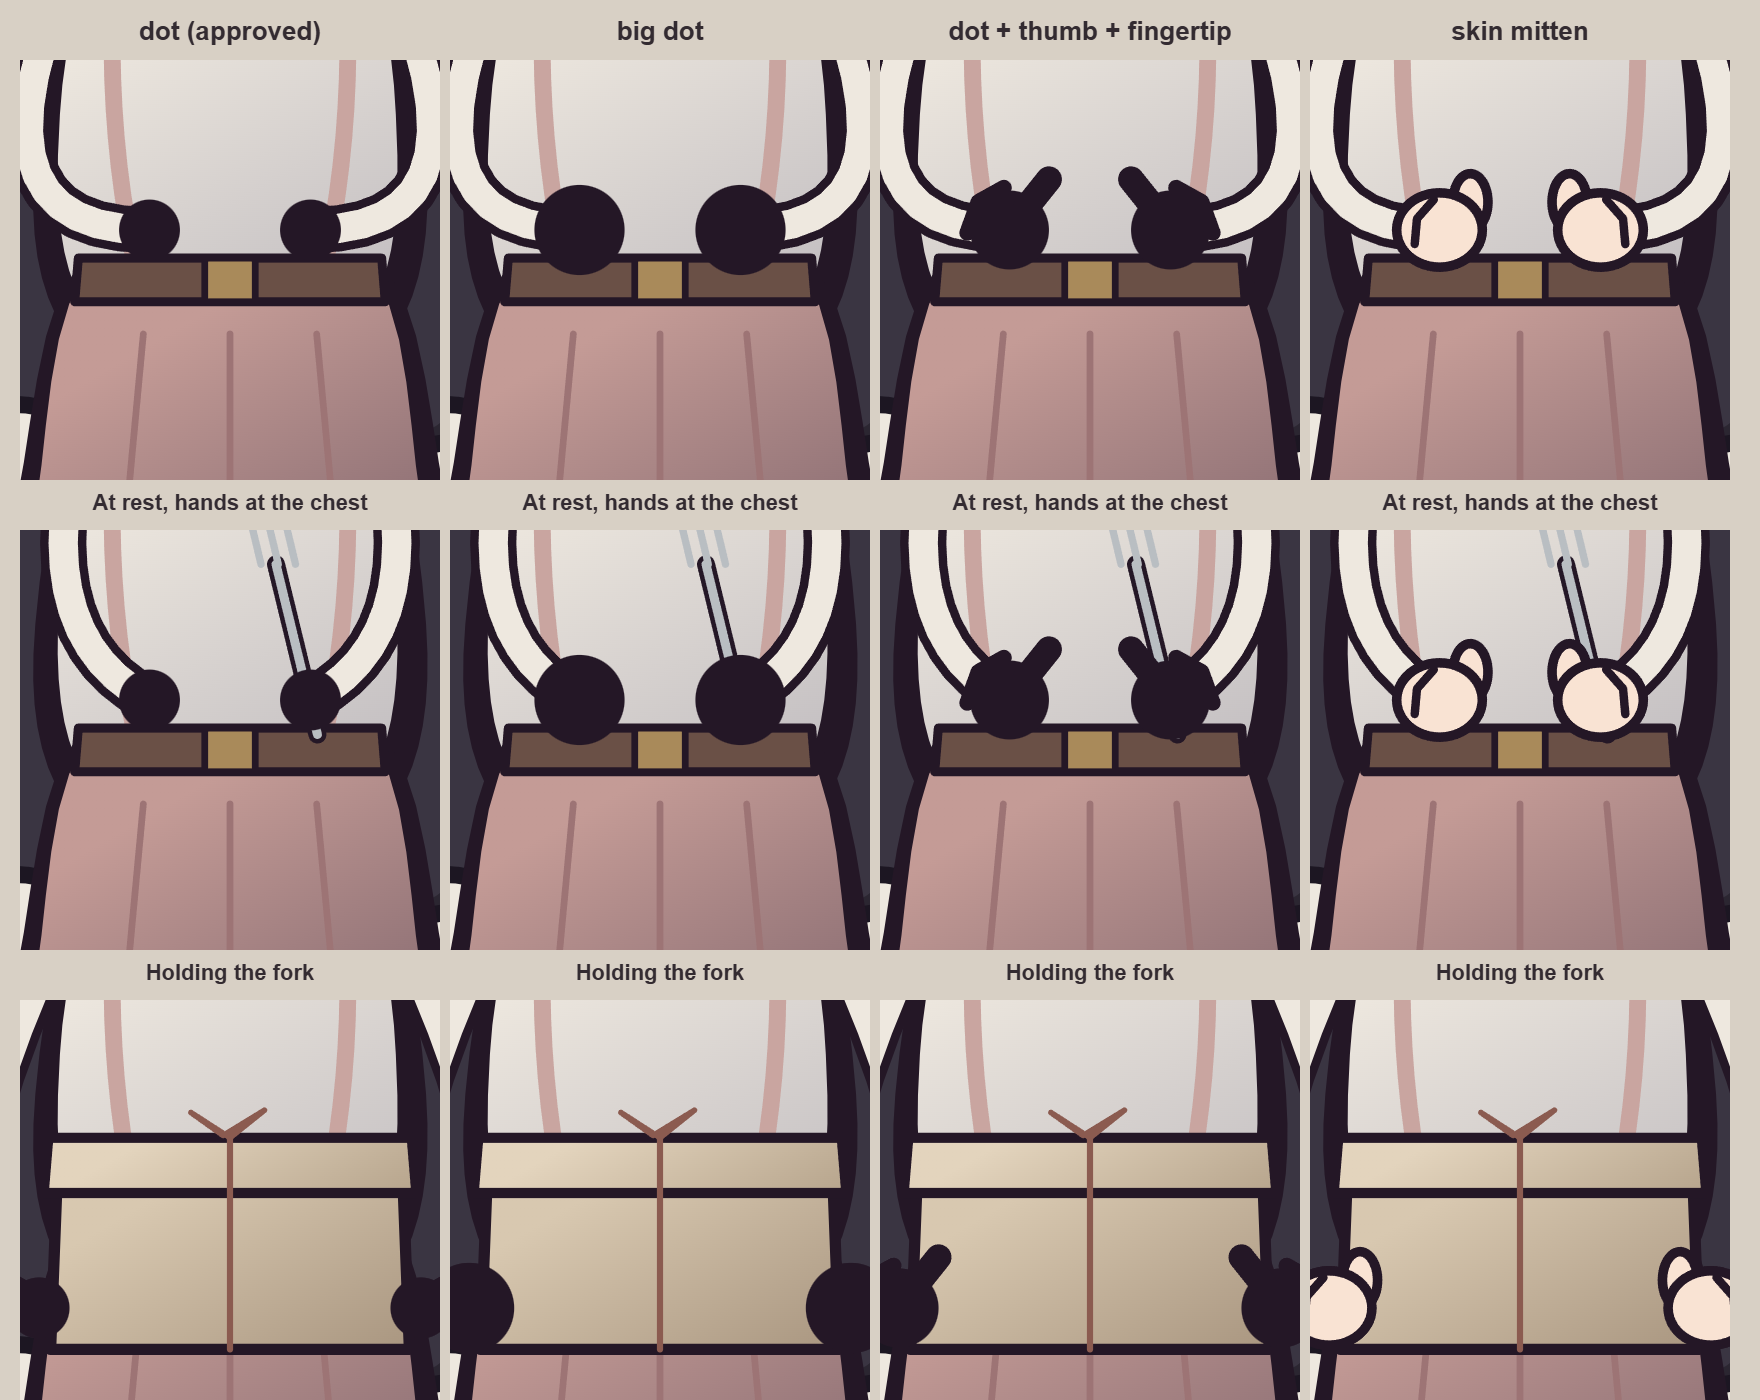 dot (approved)
big dot
dot + thumb + fingertip
skin mitten
At rest, hands at the chest
At rest, hands at the chest
At rest, hands at the chest
At rest, hands at the chest
Holding the fork
Holding the fork
Holding the fork
Holding the fork